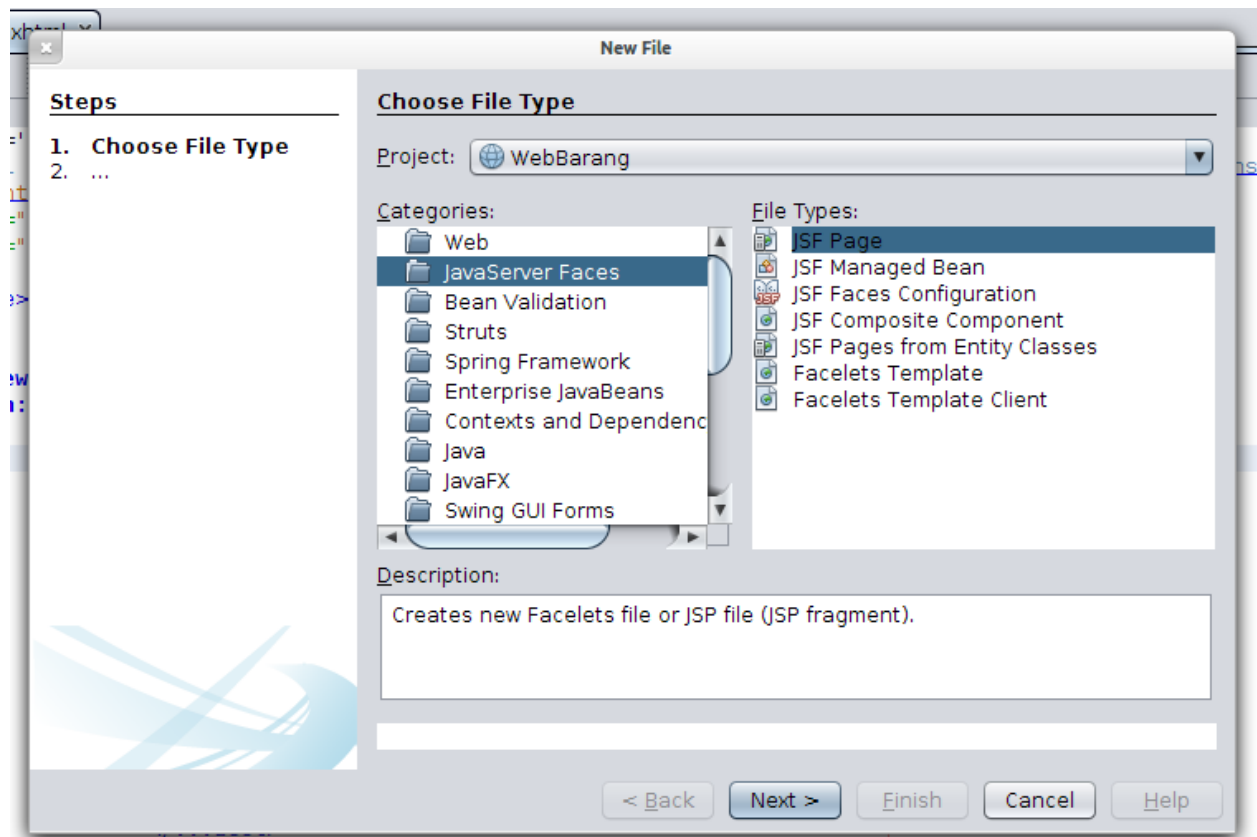 New File
Steps
1. Choose File Type
2. ...
Choose File Type
Project: WebBarang
Categories:
Web
JavaServer Faces
Bean Validation
Struts
Spring Framework
Enterprise JavaBeans
Contexts and Dependenc
Java
JavaFX
Swing GUI Forms
File Types:
JSF Page
JSF Managed Bean
JSF Faces Configuration
JSF Composite Component
JSF Pages from Entity Classes
Facelets Template
Facelets Template Client
Description:
Creates new Facelets file or JSP file (JSP fragment).
< Back Next > Finish Cancel Help